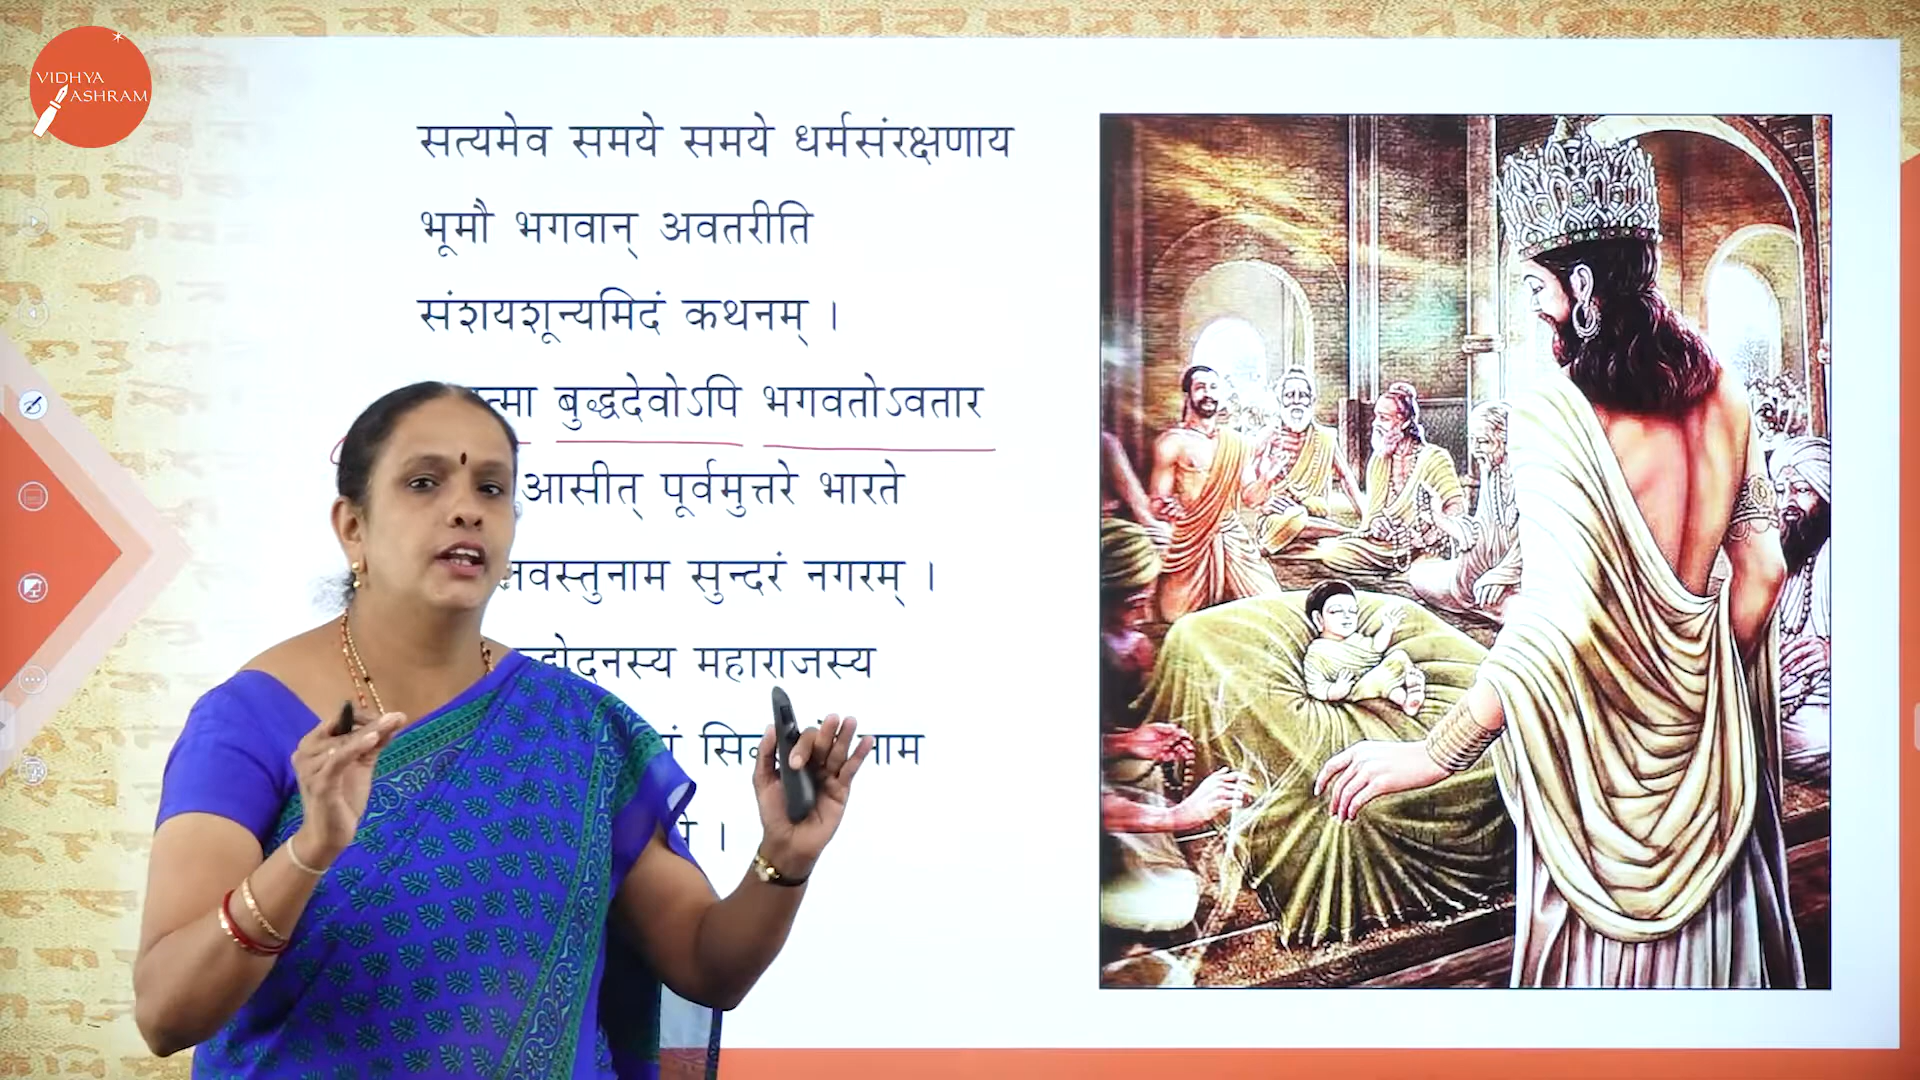 VIDHYA
ASHRAM
सत्यमेव समये समये धर्मसंरक्षणाय
भूमौ भगवान् अवतरीति
संशयशून्यमिदं कथनम् ।
बुद्धदेवोऽपि भगवतोऽवतार
आसीत् पूर्वमुत्तरे भारते
सुन्दरं नगरम् ।
महाराजस्य
नाम
।